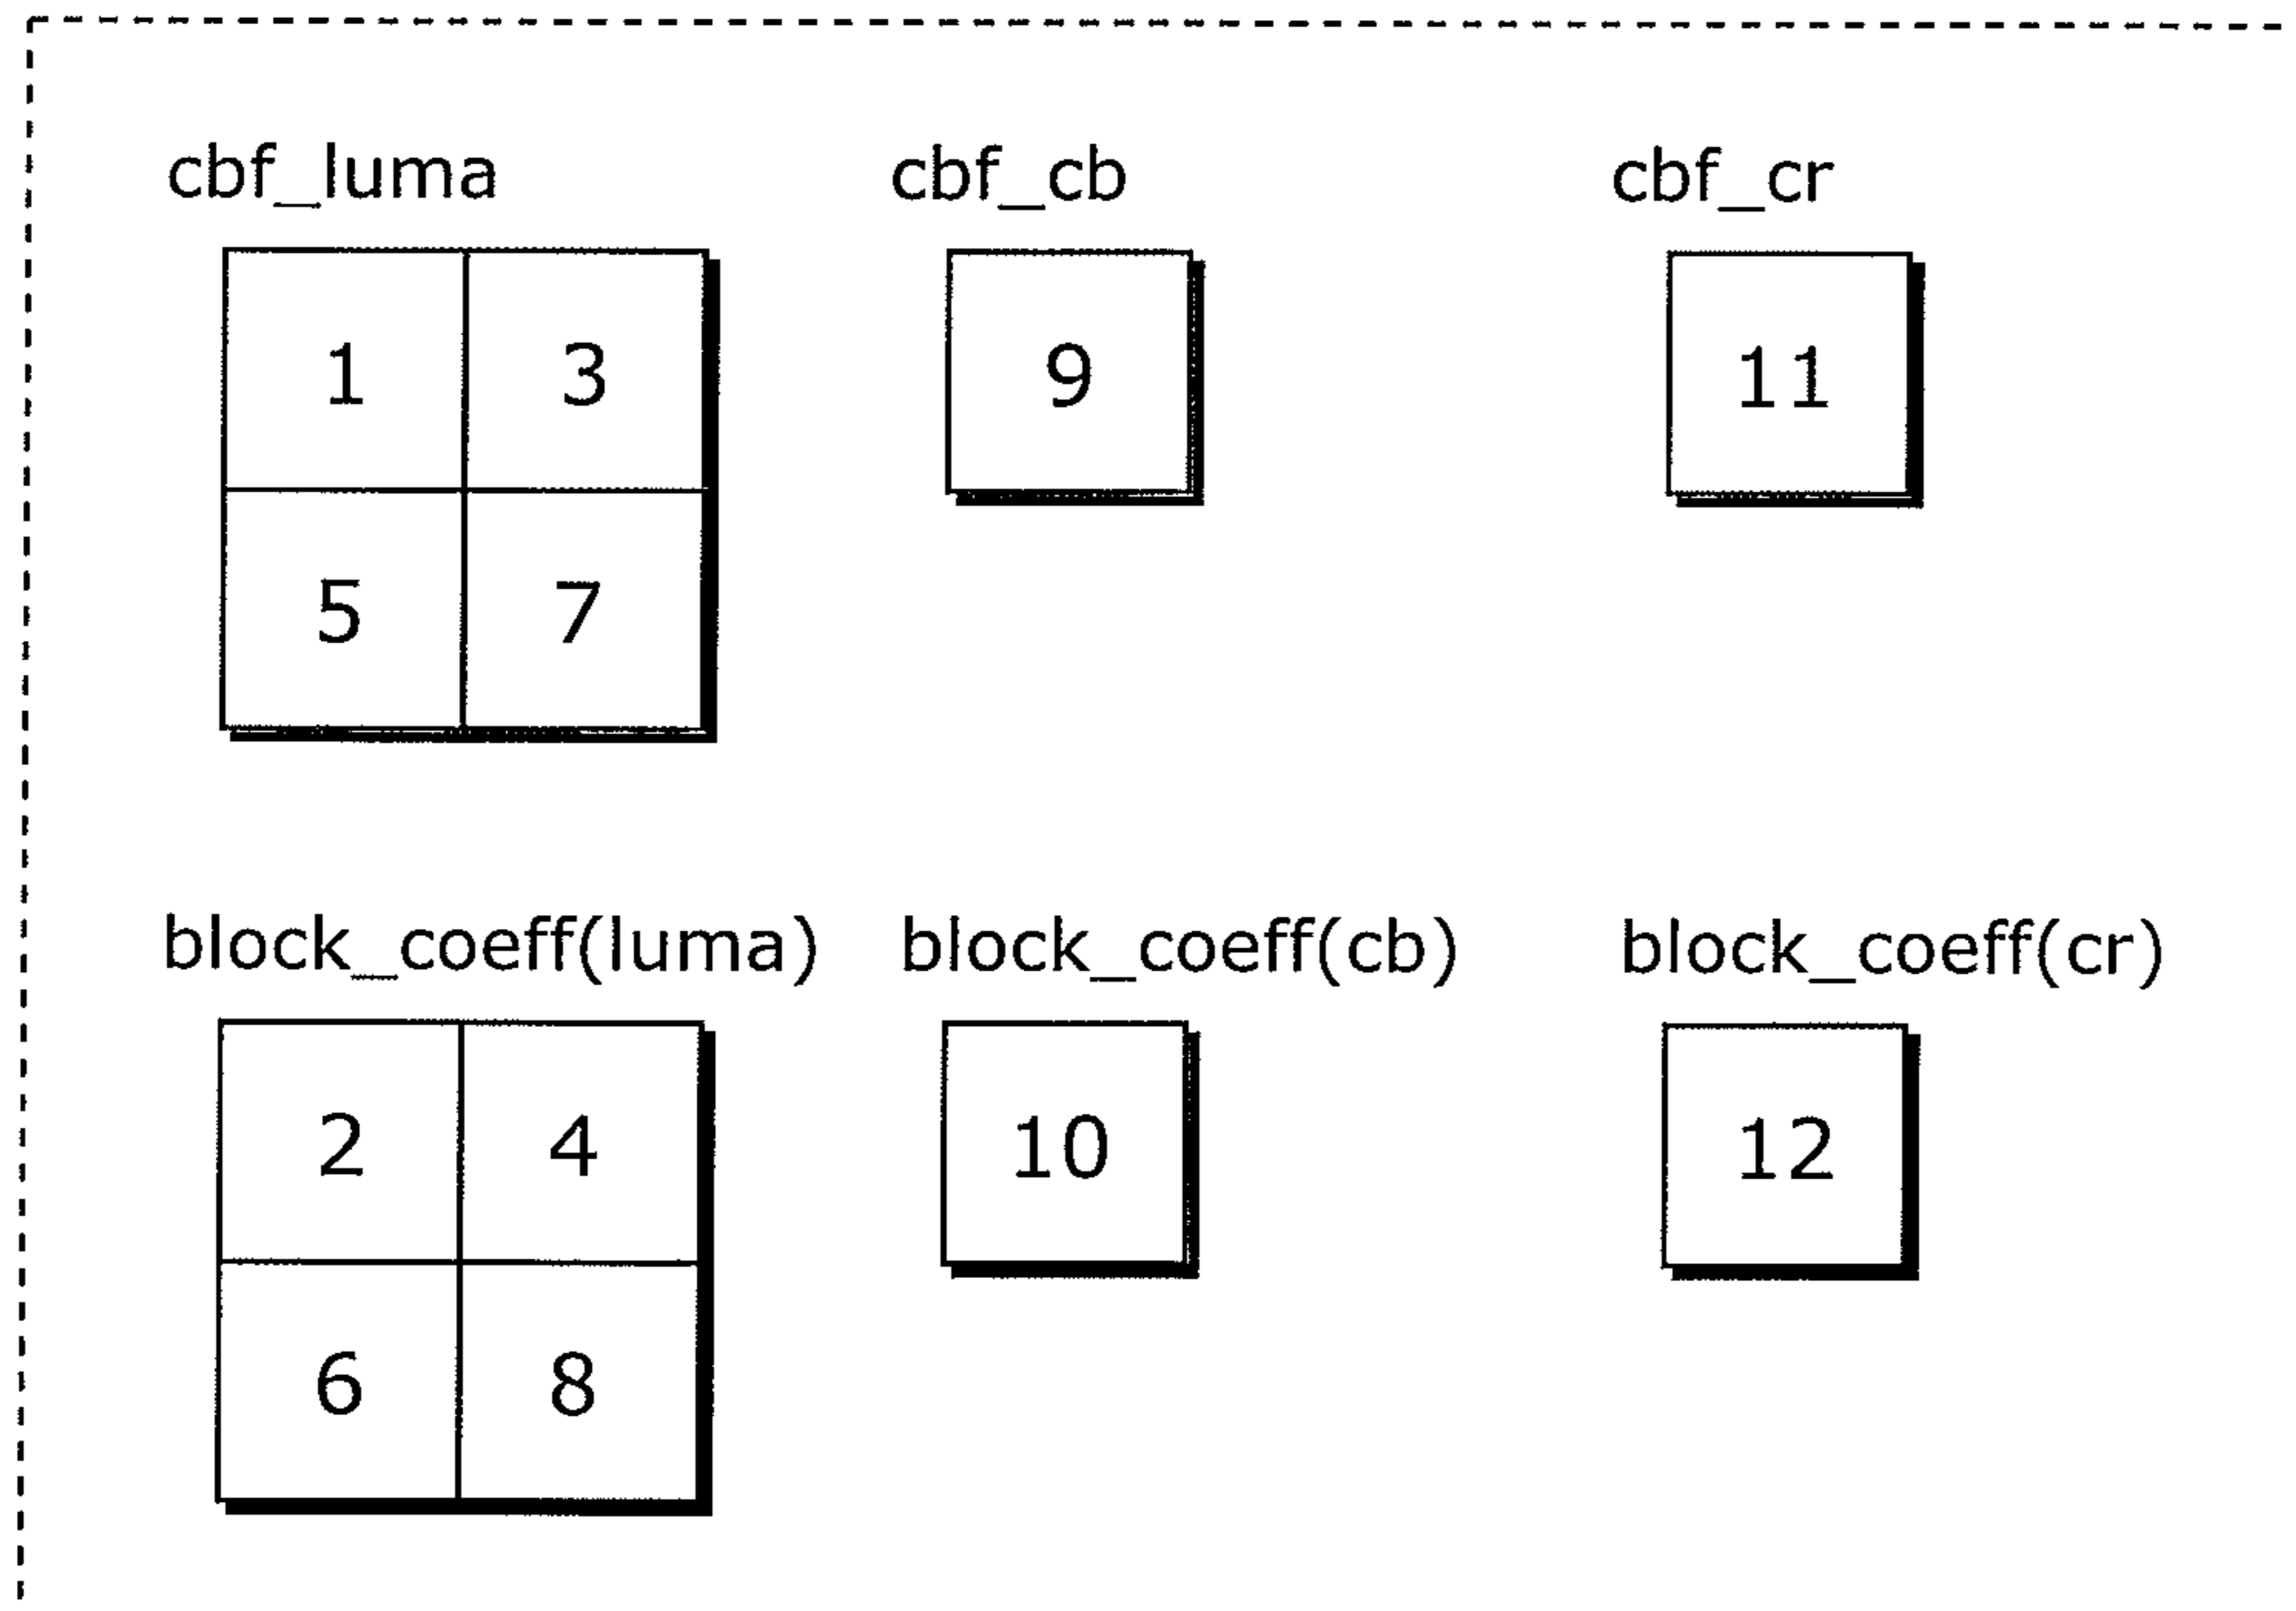 cbf_luma cbf_cb cbf_cr
1 3 9 11
5 7
block_coeff(luma) block_coeff(cb) block_coeff(cr)
2 4 10 12
6 8